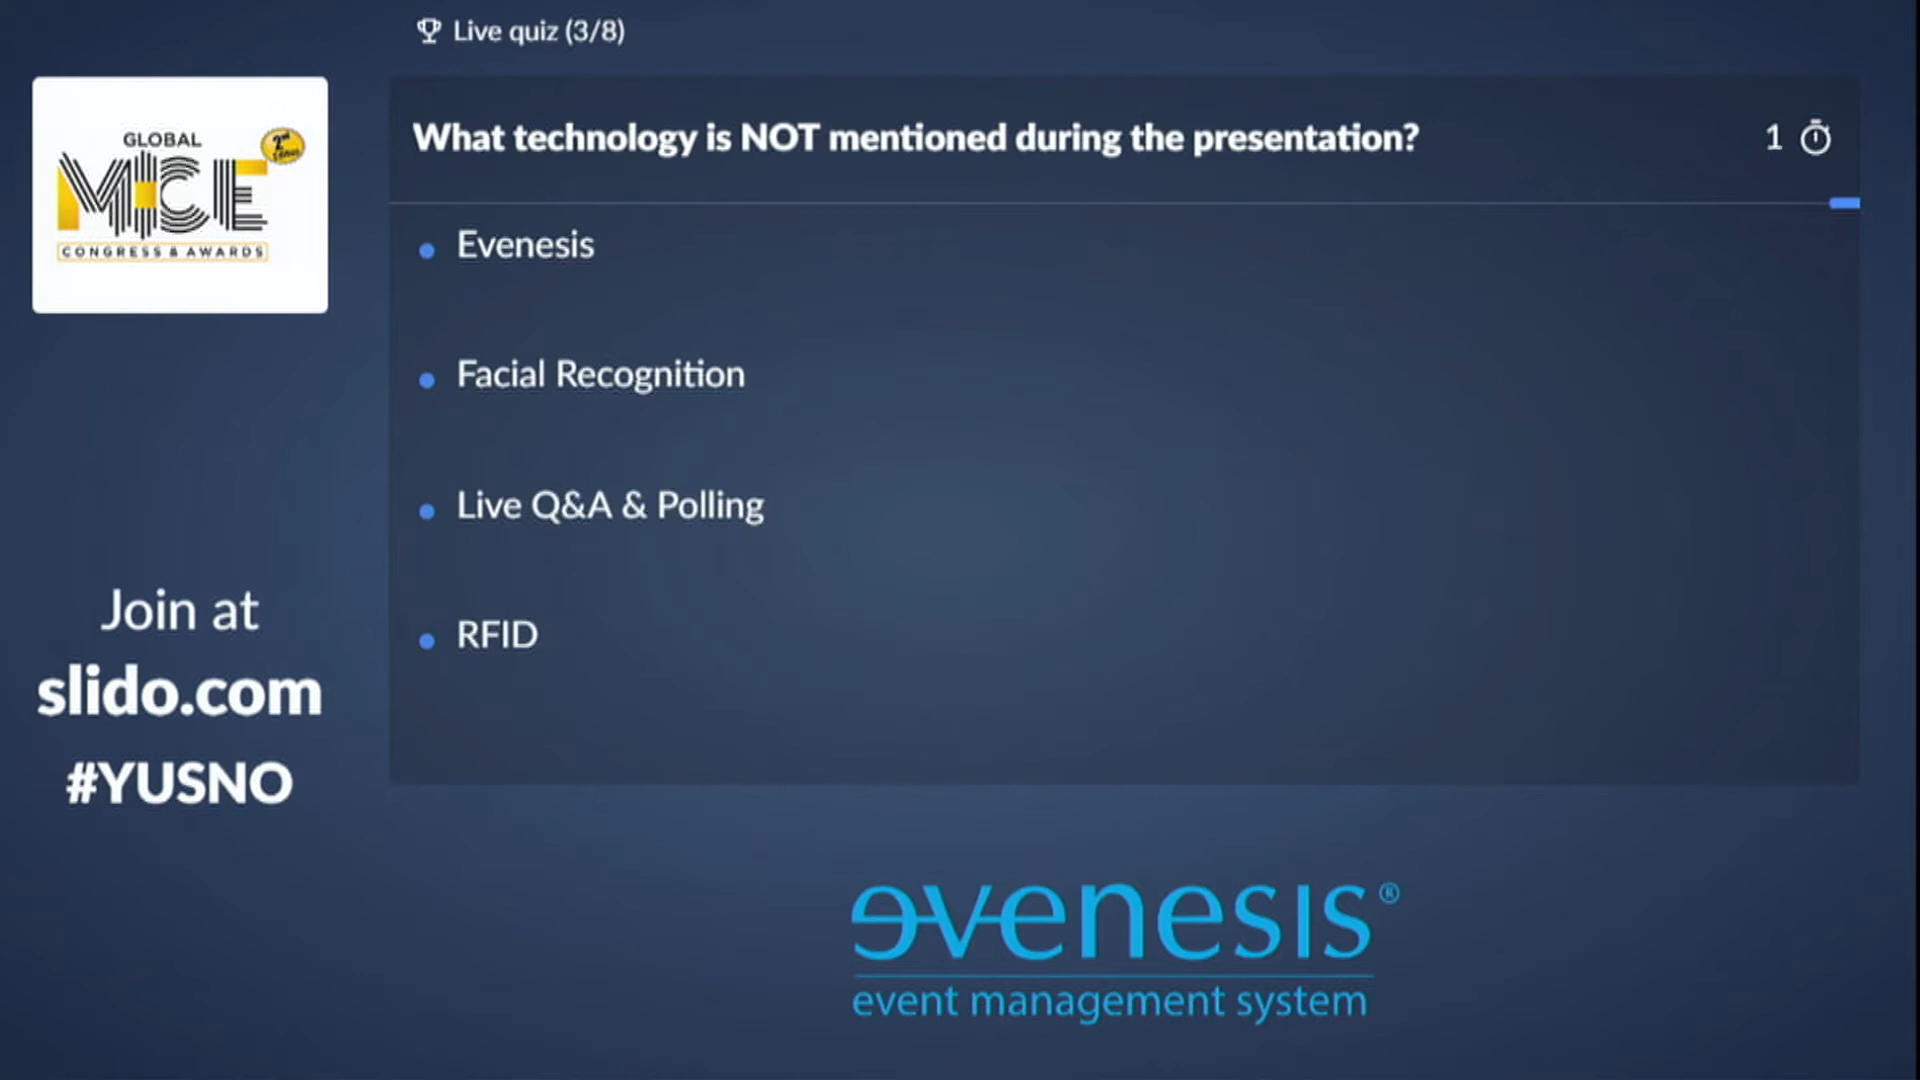 Live quiz (3/8)
GLOBAL
2nd
MICE
CONGRESS & AWARDS
What technology is NOT mentioned during the presentation?
1
Evenesis
Facial Recognition
Live Q&A & Polling
RFID
Join at
slido.com
#YUSNO
evenesis®
event management system